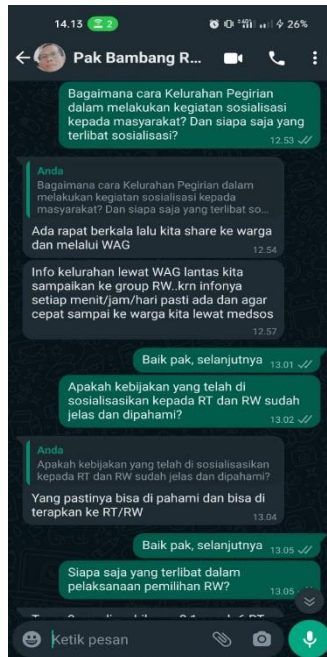 14.13 2 26%
Pak Bambang R...
Bagaimana cara Kelurahan Pegirian
dalam melakukan kegiatan sosialisasi
kepada masyarakat? Dan siapa saja yang
terlibat sosialisasi?
12.53
Anda
Bagaimana cara Kelurahan Pegirian dalam
melakukan kegiatan sosialisasi kepada
masyarakat? Dan siapa saja yang terlibat so...
Ada rapat berkala lalu kita share ke warga
dan melalui WAG
12.54
Info kelurahan lewat WAG lantas kita
sampaikan ke group RW..krn infonya
setiap menit/jam/hari pasti ada dan agar
cepat sampai ke warga kita lewat medsos
12.57
Baik pak, selanjutnya 13.01
Apakah kebijakan yang telah di
sosialisasikan kepada RT dan RW sudah
jelas dan dipahami?
13.02
Anda
Apakah kebijakan yang telah di sosialisasikan
kepada RT dan RW sudah jelas dan dipahami?
Yang pastinya bisa di pahami dan bisa di
terapkan ke RT/RW
13.04
Baik pak, selanjutnya 13.05
Siapa saja yang terlibat dalam
pelaksanaan pemilihan RW?
13.05
Ketik pesan